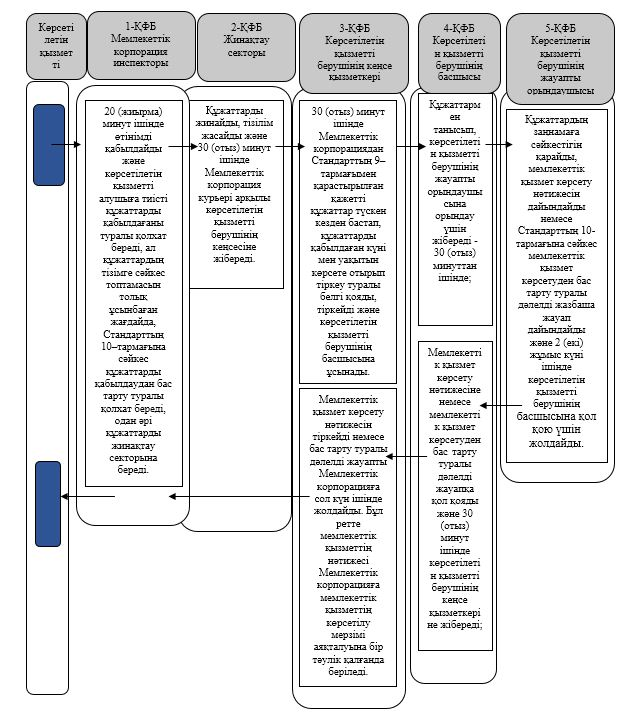 Көрсеті
летін
қызмет
ті
1-ҚФБ
Мемлекеттік
корпорация
инспекторы
2-ҚФБ
Жинақтау
секторы
3-ҚФБ
Көрсетілетін қызметті
берушінің кеңсе
қызметкері
4-ҚФБ
Көрсетілеті
н қызметті
берушінің
басшысы
5-ҚФБ
Көрсетілетін
қызметті
берушінің
жауапты
орындаушысы
20 (жиырма)
минут ішінде
өтінімді
қабылдайды
және
көрсетілетін
қызметті
алушыға тиісті
құжаттарды
қабылдағаны
туралы қолхат
береді, ал
құжаттардың
тізімге сәйкес
топтамасын
толық
ұсынбаған
жағдайда,
Стандарттың
10–тармағына
сәйкес
құжаттарды
қабылдаудан бас
тарту туралы
қолхат береді,
одан әрі
құжаттарды
жинақтау
секторына
береді.
Құжаттарды
жинайды, тізілім
жасайды және
30 (отыз) минут
ішінде
Мемлекеттік
корпорация
курьері арқылы
көрсетілетін
қызметті
берушінің
кеңсесіне
жібереді.
30 (отыз) минут
ішінде
Мемлекеттік
корпорациядан
Стандарттың 9–
тармағымен
қарастырылған
қажетті
құжаттар түскен
кезден бастап,
құжаттарды
қабылдаған күні
мен уақытын
көрсете отырып
тіркеу туралы
белгі қояды,
тіркейді және
көрсетілетін
қызметті
берушінің
басшысына
ұсынады.
Мемлекеттік
қызмет көрсету
нәтижесін
тіркейді немесе
бас тарту туралы
дәлелді жауапты
Мемлекеттік
корпорацияға
сол күн ішінде
жолдайды. Бұл
ретте
мемлекеттік
қызметтің
нәтижесі
Мемлекеттік
корпорацияға
мемлекеттік
қызметтің
көрсетілу
мерзімі
аяқталуына бір
тәулік қалғанда
беріледі.
Құжаттарм
ен
танысып,
көрсетілеті
н қызметті
берушінің
жауапты
орындаушы
сына
орындау
үшін
жібереді -
30 (отыз)
минуттан
ішінде;
Мемлекетті
к қызмет
көрсету
нәтижесіне
немесе
мемлекетті
к қызмет
көрсетуден
бас тарту
туралы
дәлелді
жауапқа
қол қояды
және 30
(отыз)
минут
ішінде
көрсетілеті
н қызметті
берушінің
кеңсе
қызметкері
не жібереді;
Құжаттардың
заңнамаға
сәйкестігін
қарайды,
мемлекеттік
қызмет көрсету
нәтижесін
дайындайды
немесе
Стандарттың 10-
тармағына сәйкес
мемлекеттік
қызмет
көрсетуден бас
тарту туралы
дәлелді жазбаша
жауап
дайындайды
және 2 (екі)
жұмыс күні
ішінде
көрсетілетін
қызметті
берушінің
басшысына қол
қою үшін
жолдайды.